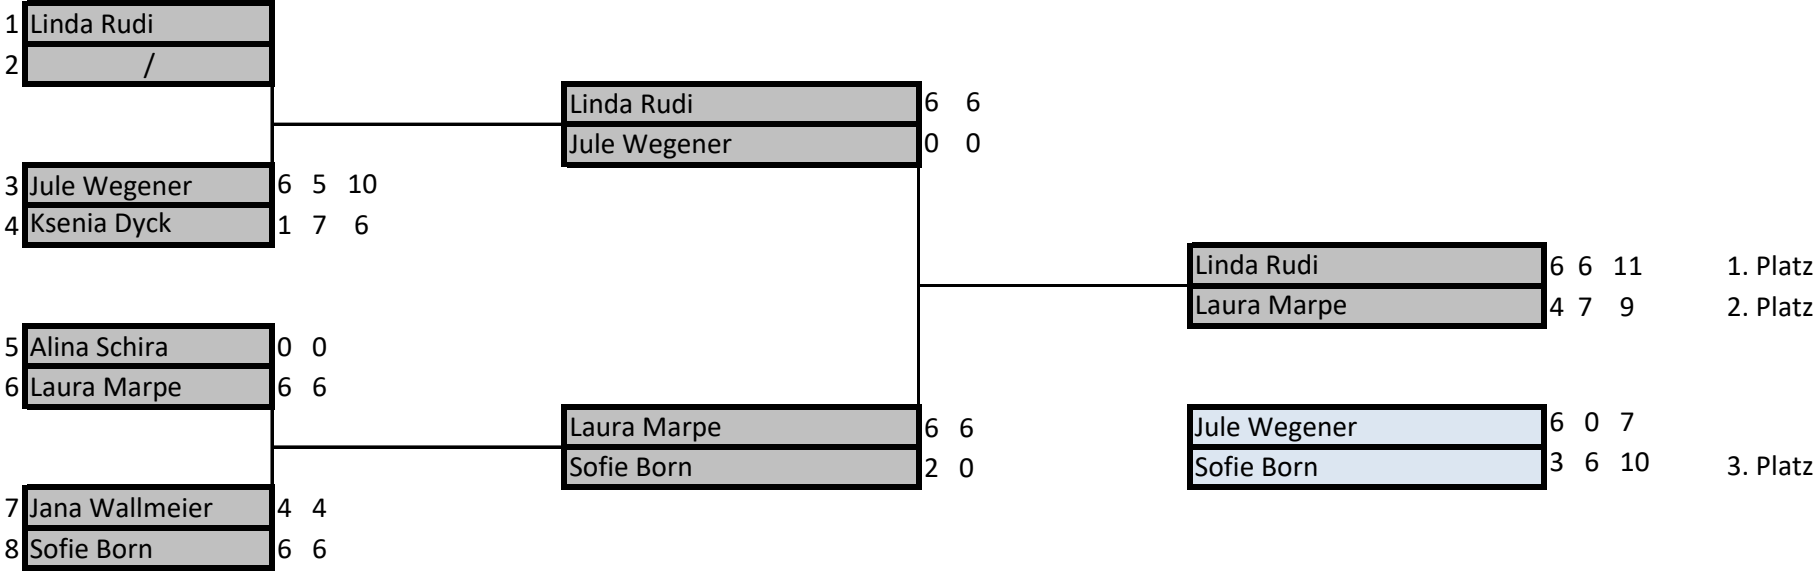 1 Linda Rudi
2 /
Linda Rudi 6 6
Jule Wegener 0 0
3 Jule Wegener 6 5 10
4 Ksenia Dyck 1 7 6
Linda Rudi 6 6 11 1. Platz
Laura Marpe 4 7 9 2. Platz
5 Alina Schira 0 0
6 Laura Marpe 6 6
Laura Marpe 6 6
Sofie Born 2 0
Jule Wegener 6 0 7
Sofie Born 3 6 10 3. Platz
7 Jana Wallmeier 4 4
8 Sofie Born 6 6